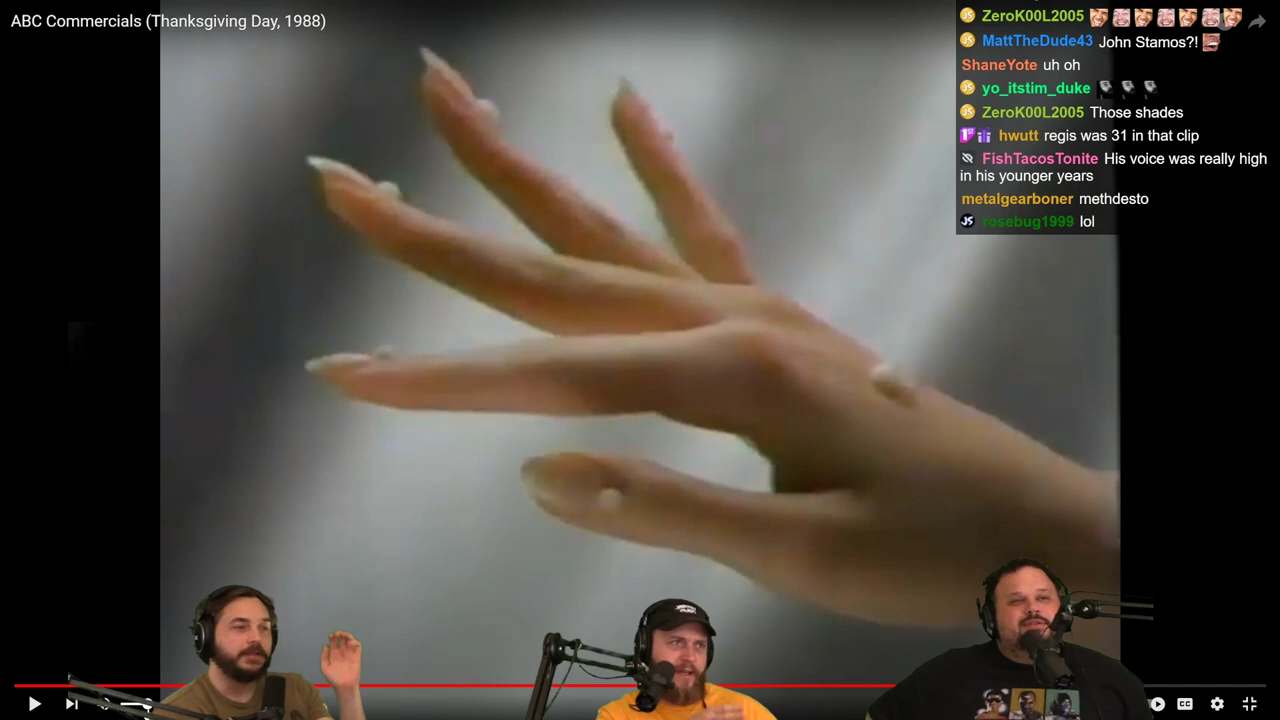 ABC Commercials (Thanksgiving Day, 1988)
ZeroK00L2005
MattTheDude43 John Stamos?!
ShaneYote uh oh
yo_itstim_duke
ZeroK00L2005 Those shades
hwutt regis was 31 in that clip
FishTacosTonite His voice was really high
in his younger years
metalgearboner methdesto
rosebug1999 lol